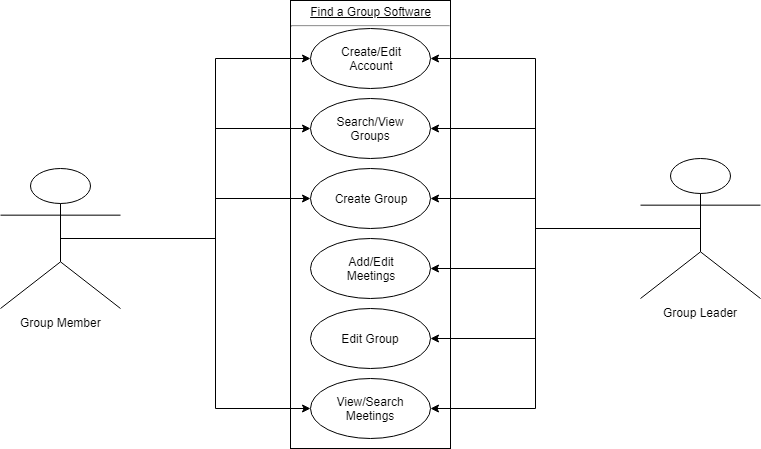 Find a Group Software
Create/Edit
Account
Search/View
Groups
Create Group
Add/Edit
Meetings
Edit Group
View/Search
Meetings
Group Member
Group Leader